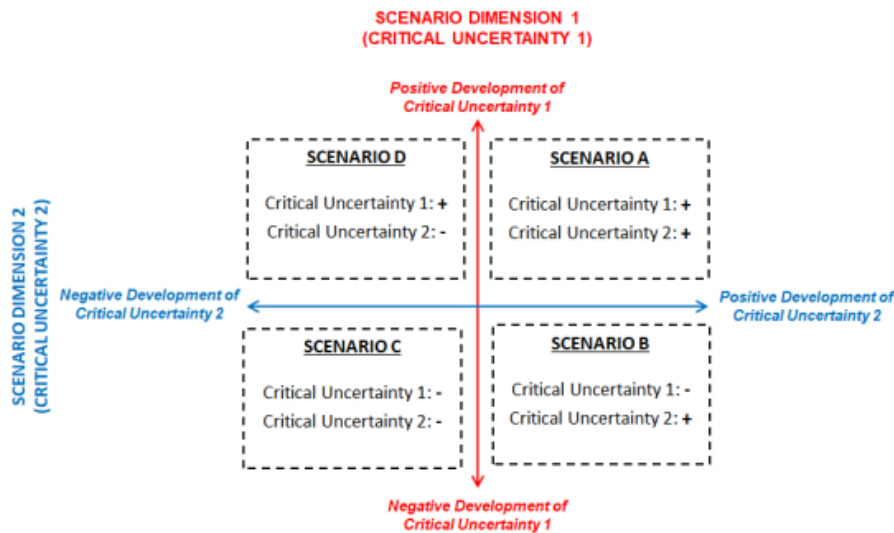 SCENARIO DIMENSION 1
(CRITICAL UNCERTAINTY 1)
Positive Development of
Critical Uncertainty 1
SCENARIO D
Critical Uncertainty 1: +
Critical Uncertainty 2: -
SCENARIO A
Critical Uncertainty 1: +
Critical Uncertainty 2: +
SCENARIO DIMENSION 2
(CRITICAL UNCERTAINTY 2)
Negative Development of
Critical Uncertainty 2
Positive Development of
Critical Uncertainty 2
SCENARIO C
Critical Uncertainty 1: -
Critical Uncertainty 2: -
SCENARIO B
Critical Uncertainty 1: -
Critical Uncertainty 2: +
Negative Development of
Critical Uncertainty 1